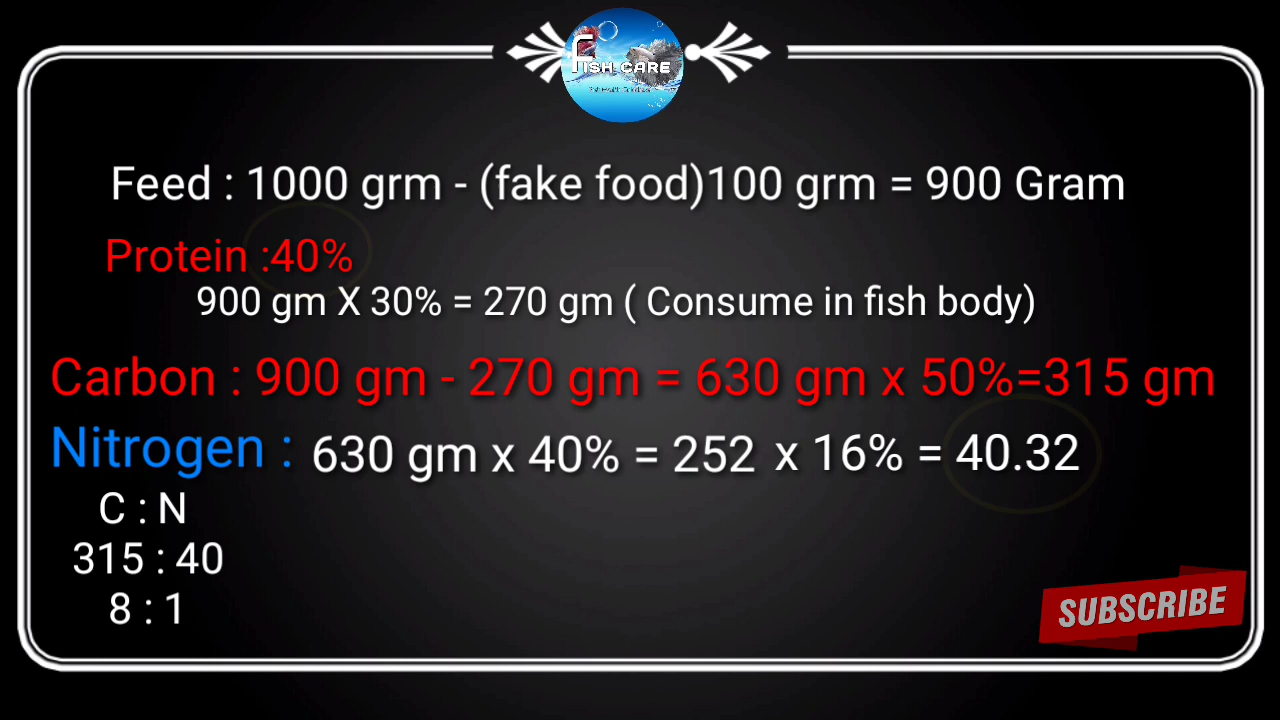 FISH CARE
Feed : 1000 grm - (fake food)100 grm = 900 Gram
Protein :40%
900 gm X 30% = 270 gm ( Consume in fish body)
Carbon : 900 gm - 270 gm = 630 gm x 50%=315 gm
Nitrogen : 630 gm x 40% = 252 x 16% = 40.32
C : N
315 : 40
8 : 1
SUBSCRIBE